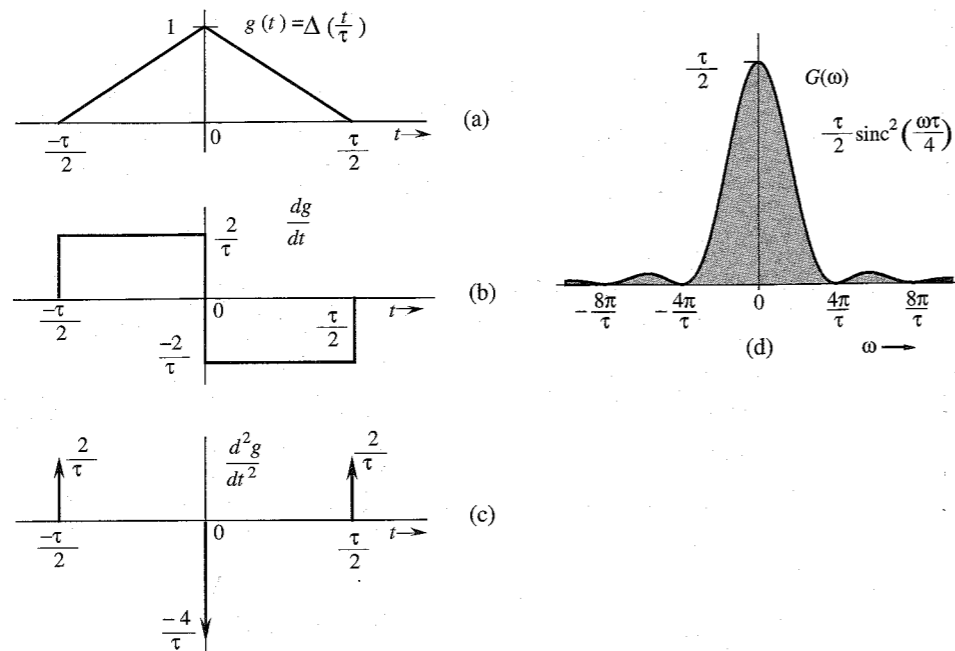 1
g(t) = Δ(t/τ)
-τ/2
0
τ/2
t→
(a)
2/τ
dg/dt
-τ/2
0
τ/2
t→
-2/τ
(b)
2/τ
d²g/dt²
2/τ
-τ/2
0
τ/2
t→
-4/τ
(c)
τ/2
G(ω)
τ/2 sinc²(ωτ/4)
-8π/τ
-4π/τ
0
4π/τ
8π/τ
(d)
ω→